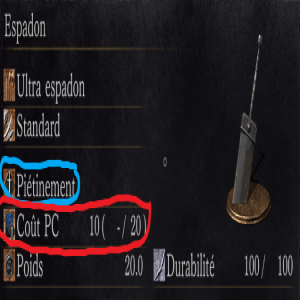 Espadon
Ultra espadon
Standard
Piétinement
Coût PC 10 ( - / 20 )
Poids 20.0 Durabilité 100 / 100